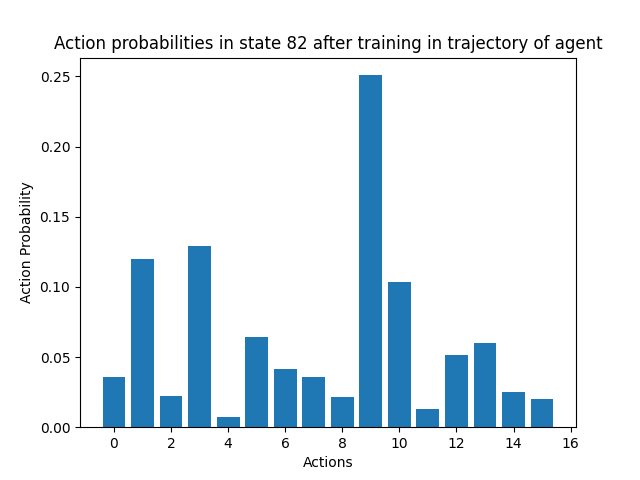 Action probabilities in state 82 after training in trajectory of agent
0.25
0.20
0.15
0.10
0.05
0.00
Action Probability
0 2 4 6 8 10 12 14 16
Actions